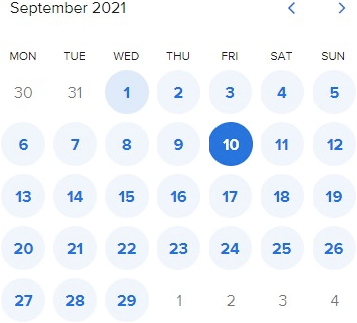 September 2021
MON TUE WED THU FRI SAT SUN
30 31 1 2 3 4 5
6 7 8 9 10 11 12
13 14 15 16 17 18 19
20 21 22 23 24 25 26
27 28 29 1 2 3 4